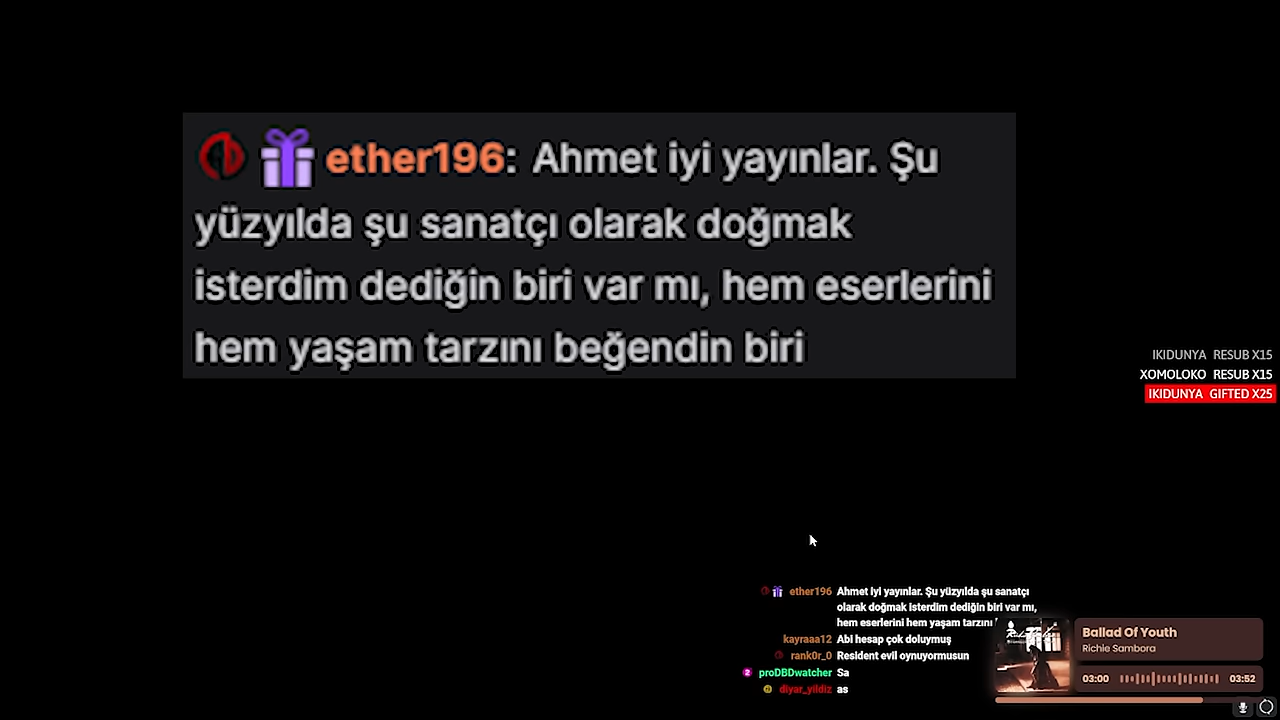 ether196: Ahmet iyi yayınlar. Şu
yüzyılda şu sanatçı olarak doğmak
isterdim dediğin biri var mı, hem eserlerini
hem yaşam tarzını beğendin biri
IKIDUNYA RESUB X15
XOMOLOKO RESUB X15
IKIDUNYA GIFTED X25
ether196 Ahmet iyi yayınlar. Şu yüzyılda şu sanatçı
olarak doğmak isterdim dediğin biri var mı,
hem eserlerini hem yaşam tarzını
kayraaa12 Abi hesap çok doluymuş
rank0r_0 Resident evil oynuyormusun
proDBDwatcher Sa
diyar_yildiz as
Ballad Of Youth
Richie Sambora
03:00 03:52